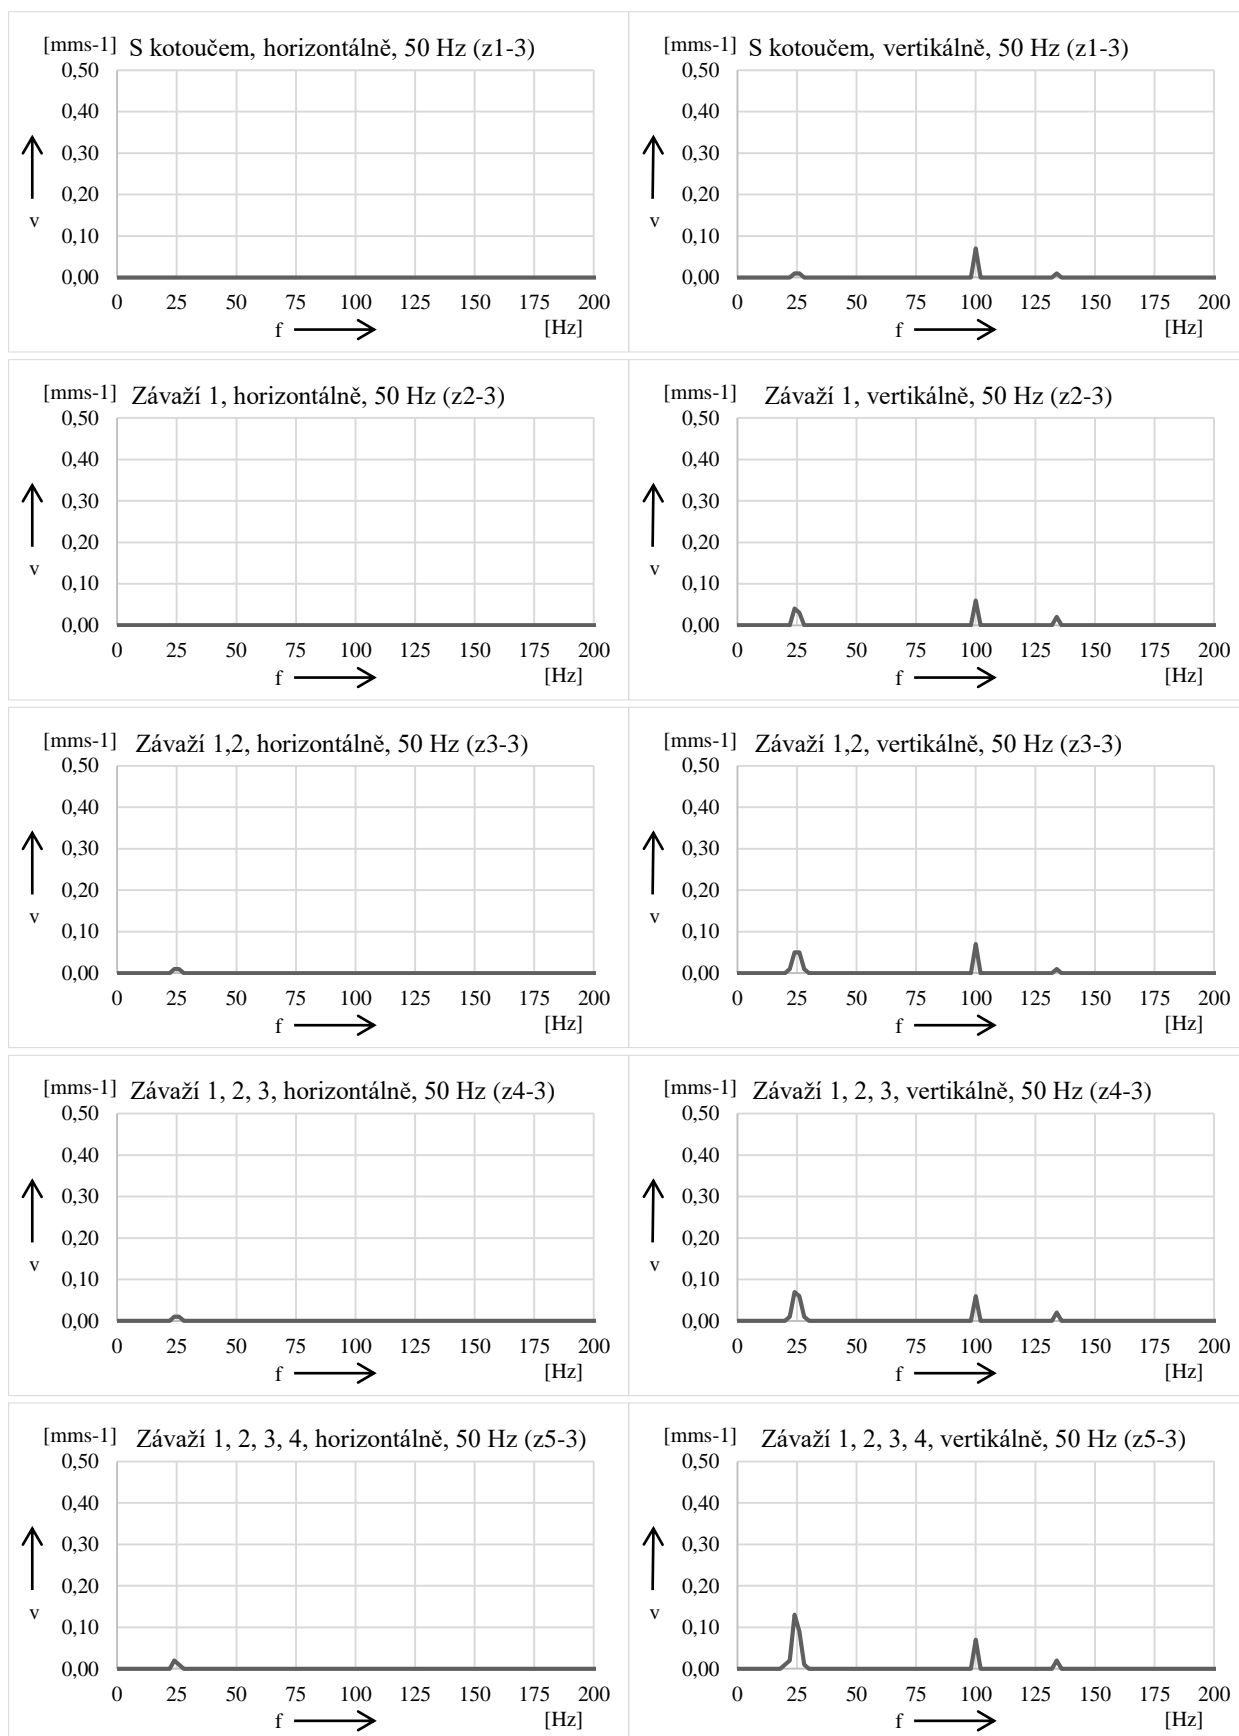 [mms-1] S kotoučem, horizontálně, 50 Hz (z1-3)
0,50
0,40
0,30
0,20
v
0,10
0,00
0 25 50 75 100 125 150 175 200
f [Hz]
[mms-1] S kotoučem, vertikálně, 50 Hz (z1-3)
0,50
0,40
0,30
0,20
v
0,10
0,00
0 25 50 75 100 125 150 175 200
f [Hz]
[mms-1] Závaží 1, horizontálně, 50 Hz (z2-3)
0,50
0,40
0,30
0,20
v
0,10
0,00
0 25 50 75 100 125 150 175 200
f [Hz]
[mms-1] Závaží 1, vertikálně, 50 Hz (z2-3)
0,50
0,40
0,30
0,20
v
0,10
0,00
0 25 50 75 100 125 150 175 200
f [Hz]
[mms-1] Závaží 1,2, horizontálně, 50 Hz (z3-3)
0,50
0,40
0,30
0,20
v
0,10
0,00
0 25 50 75 100 125 150 175 200
f [Hz]
[mms-1] Závaží 1,2, vertikálně, 50 Hz (z3-3)
0,50
0,40
0,30
0,20
v
0,10
0,00
0 25 50 75 100 125 150 175 200
f [Hz]
[mms-1] Závaží 1, 2, 3, horizontálně, 50 Hz (z4-3)
0,50
0,40
0,30
0,20
v
0,10
0,00
0 25 50 75 100 125 150 175 200
f [Hz]
[mms-1] Závaží 1, 2, 3, vertikálně, 50 Hz (z4-3)
0,50
0,40
0,30
0,20
v
0,10
0,00
0 25 50 75 100 125 150 175 200
f [Hz]
[mms-1] Závaží 1, 2, 3, 4, horizontálně, 50 Hz (z5-3)
0,50
0,40
0,30
0,20
v
0,10
0,00
0 25 50 75 100 125 150 175 200
f [Hz]
[mms-1] Závaží 1, 2, 3, 4, vertikálně, 50 Hz (z5-3)
0,50
0,40
0,30
0,20
v
0,10
0,00
0 25 50 75 100 125 150 175 200
f [Hz]